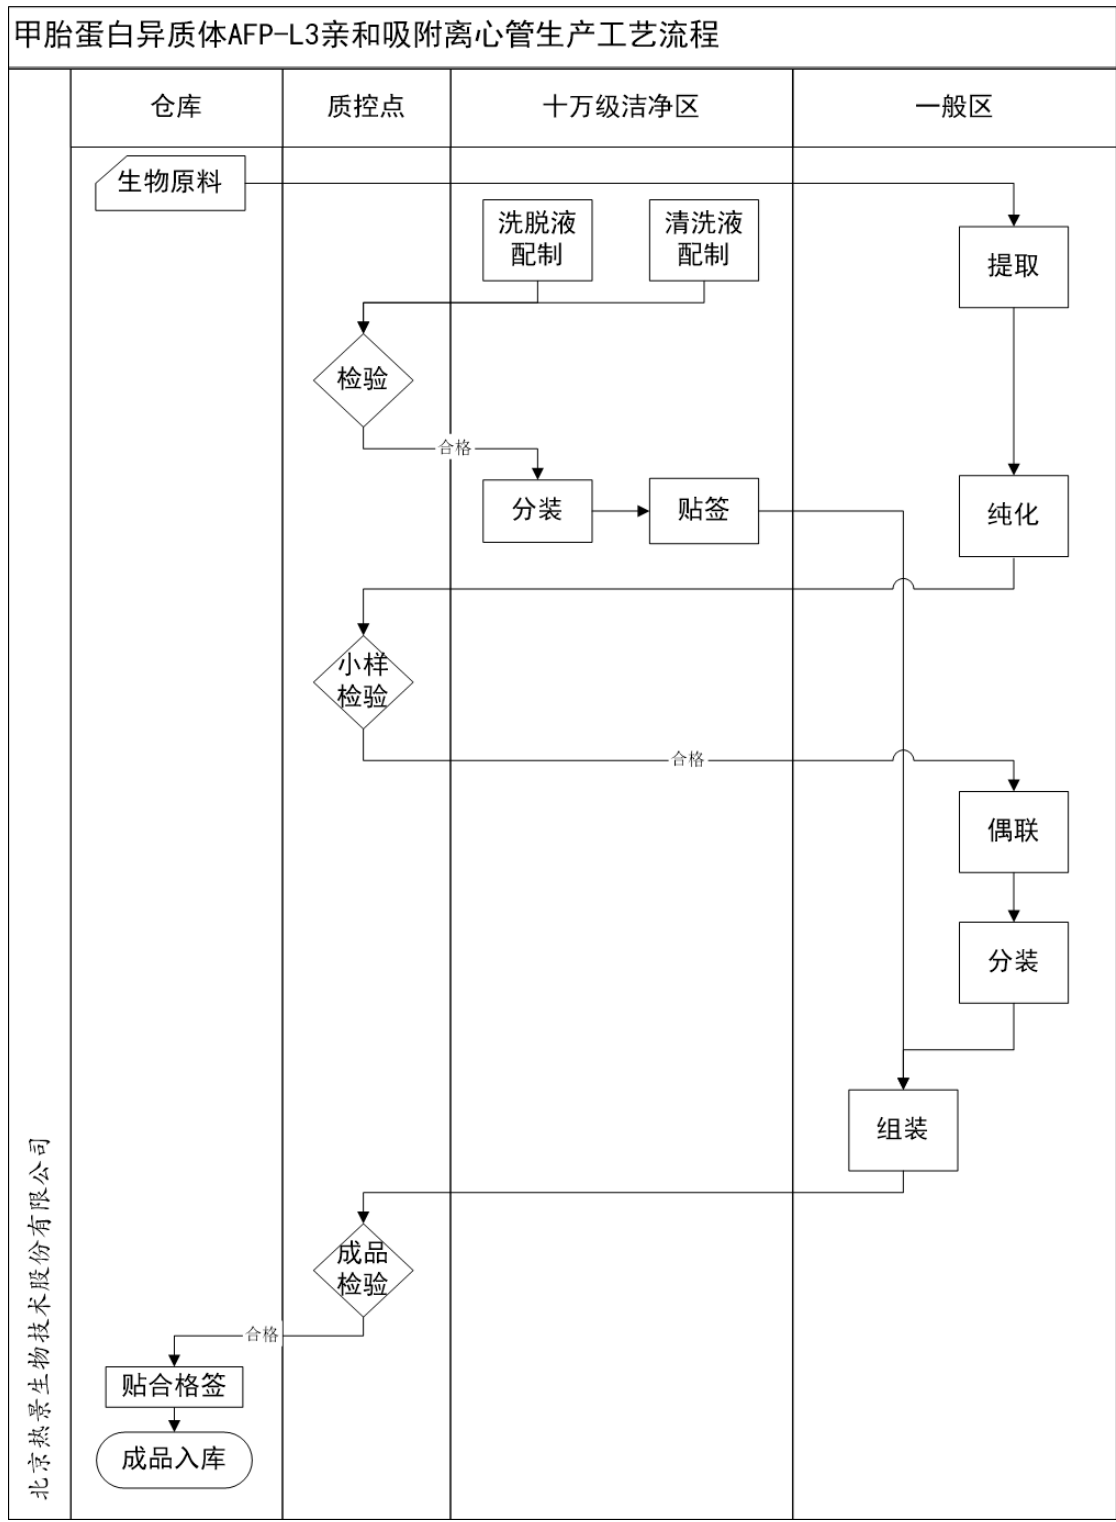 甲胎蛋白异质体AFP-L3亲和吸附离心管生产工艺流程
仓库
质控点
十万级洁净区
一般区
生物原料
洗脱液
配制
清洗液
配制
提取
检验
合格
分装
贴签
纯化
小样
检验
合格
偶联
分装
组装
成品
检验
合格
贴合格签
成品入库
北京热景生物技术股份有限公司